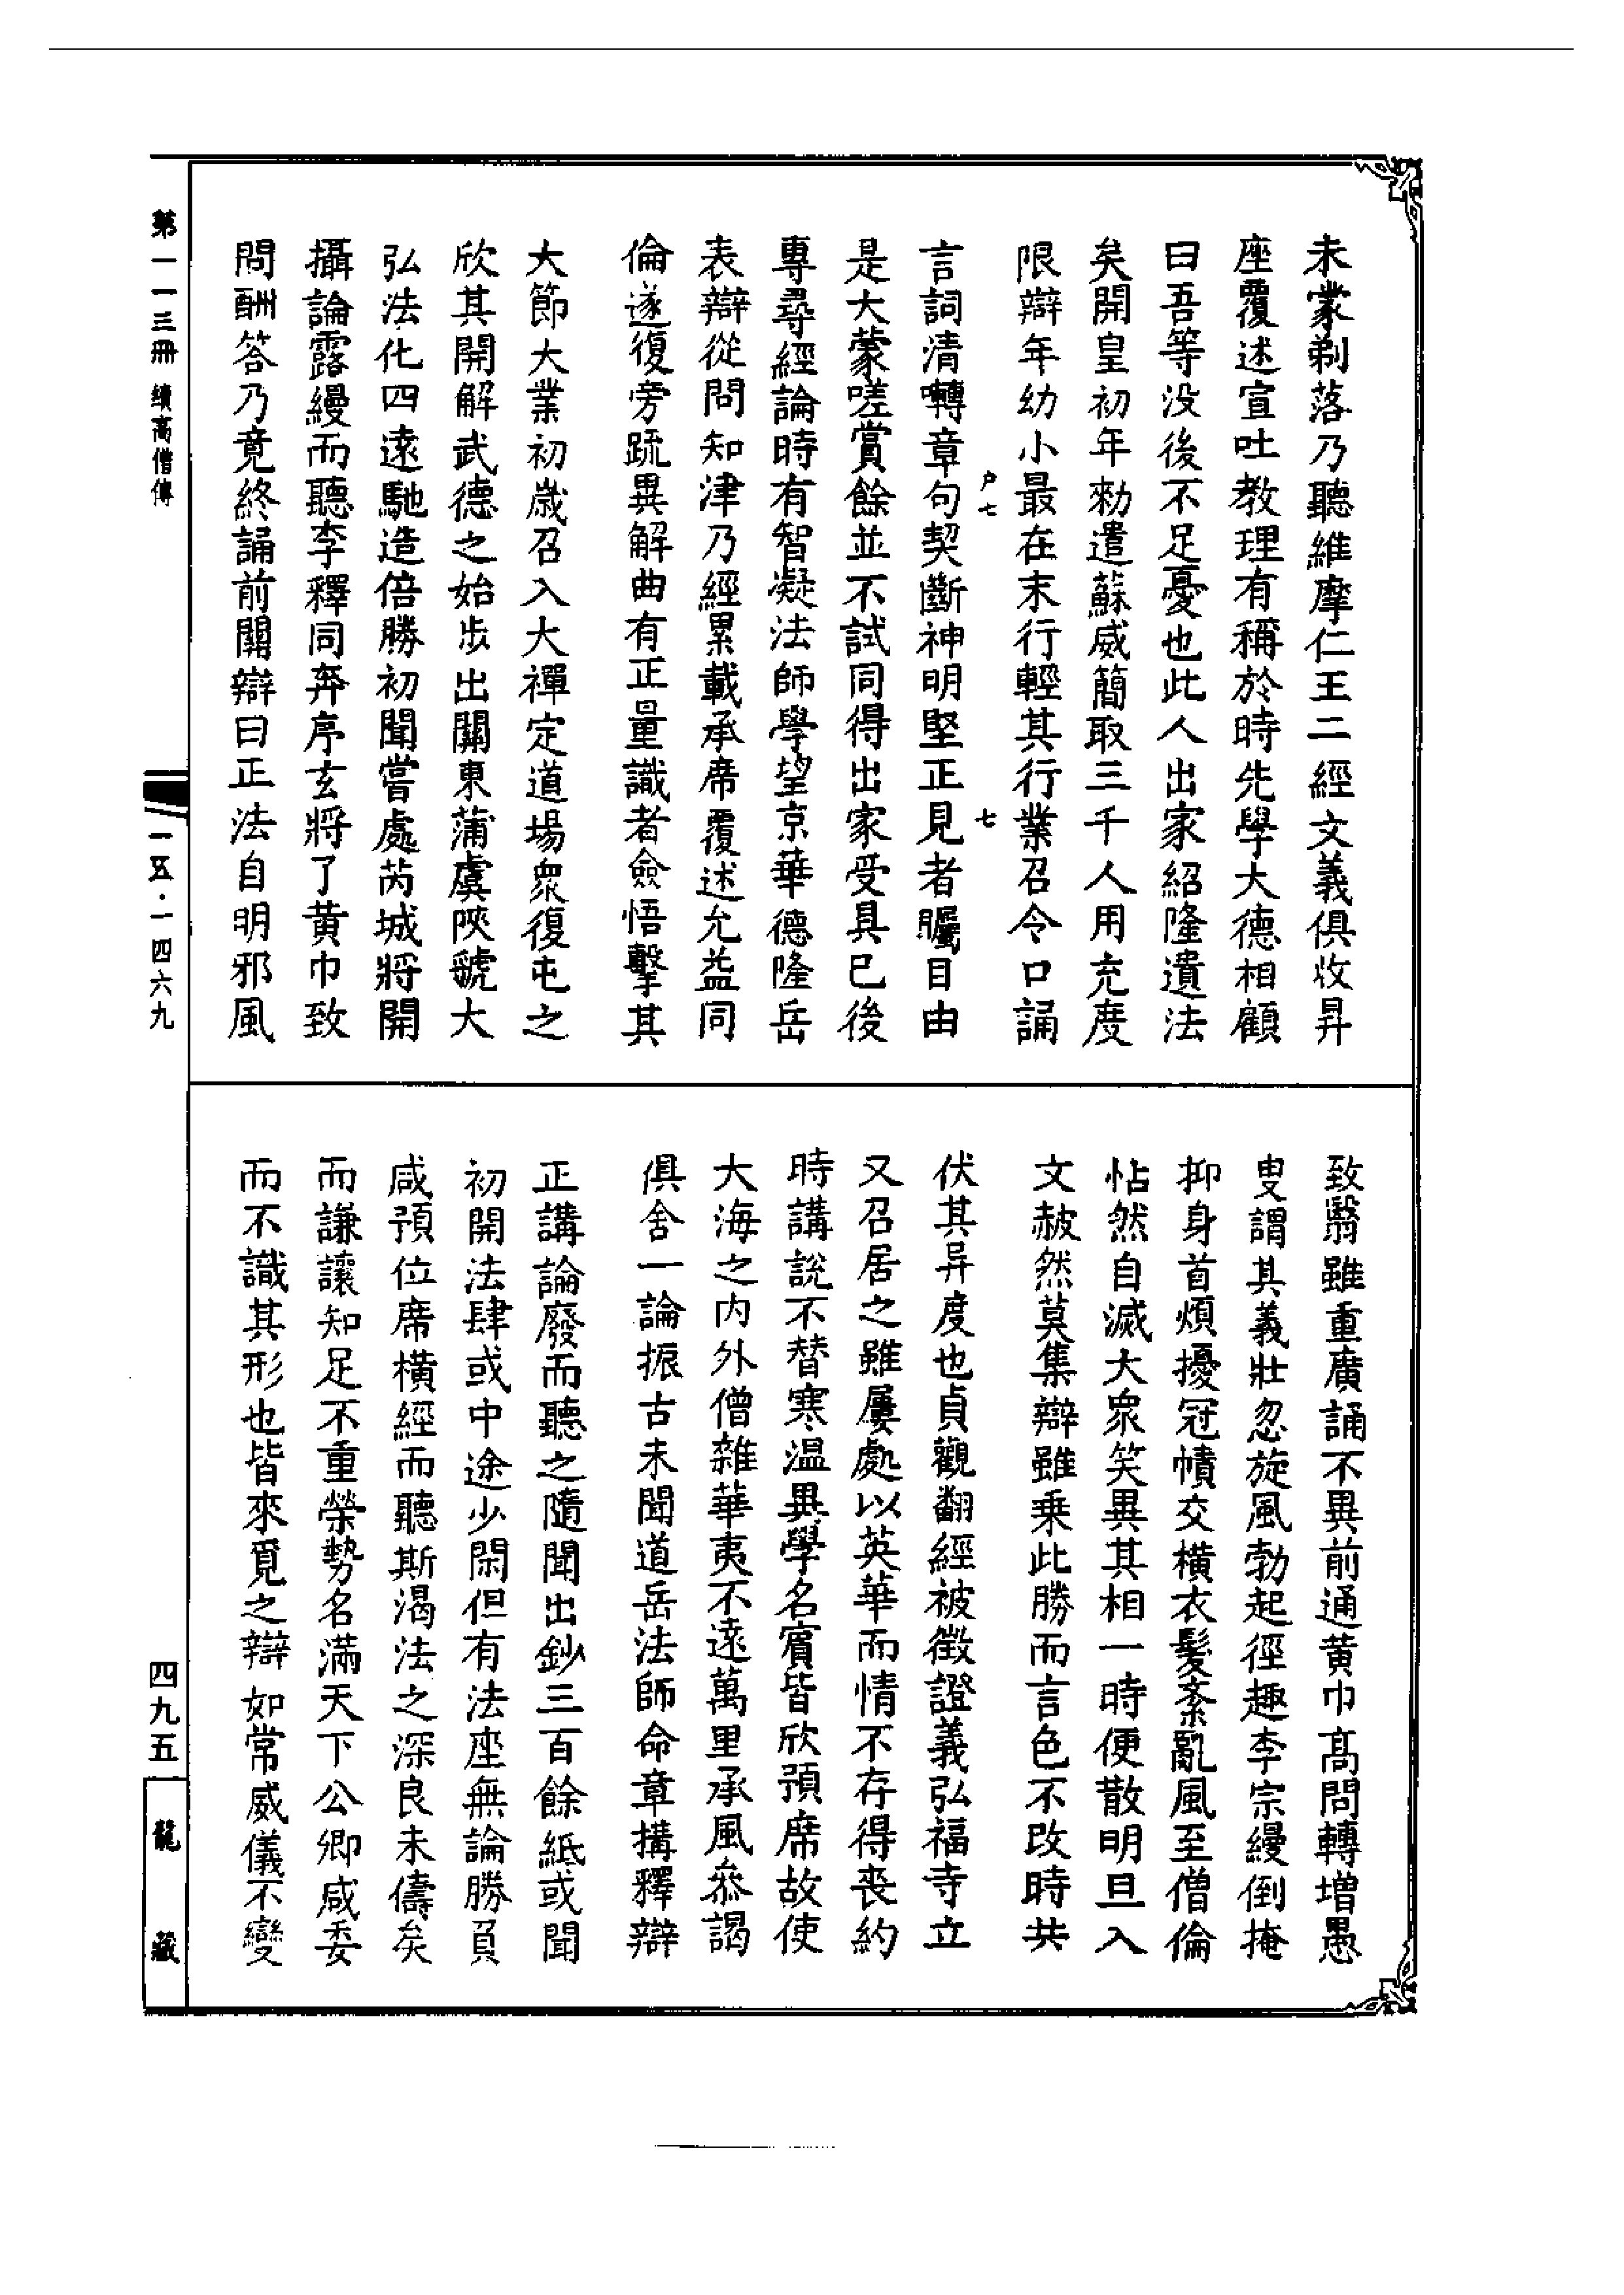 未蒙剃落乃聽維摩仁王二經文義俱收昇
座覆述宣吐教理有稱於時先學大德相顧
曰吾等没後不足憂也此人出家紹隆遺法
矣開皇初年勑遣蘇威簡取三千人用充度
限辯年幼小最在末行輕其行業召令口誦
户七
七
言詞清囀章句契斷神明堅正見者矚目由
是大蒙嗟賞餘並不試同得出家受具已後
專尋經論時有智凝法師學望京華德隆岳
表辯從問知津乃經累載承席覆述允益同
倫遂復旁疏異解曲有正量識者僉悟擊其
大節大業初歲召入大禪定道場衆復屯之
欣其開解武德之始步出關東蒲虞陝虢大
弘法化四遠馳造倍勝初聞嘗處芮城將開
攝論露縵而聽李釋同奔序玄將了黃巾致
問酬答乃竟終誦前關辯曰正法自明邪風
致翳雖重廣誦不異前通黃巾高問轉增愚
叟謂其義壯忽旋風勃起徑趣李宗縵倒掩
抑身首煩擾冠幘交橫衣髮紊亂風至僧倫
怗然自滅大衆笑異其相一時便散明旦入
文赧然莫集辯雖乘此勝而言色不改時共
伏其异度也貞觀翻經被徵證義弘福寺立
又召居之雖屢處以英華而情不存得喪約
時講説不替寒温異學名賓皆欣預席故使
大海之内外僧雜華夷不遠萬里承風叅謁
俱舍一論振古未聞道岳法師命章搆釋辯
正講論廢而聽之隨聞出鈔三百餘紙或聞
初開法肆或中途少閑但有法座無論勝負
咸預位席橫經而聽斯渴法之深良未儔矣
而謙讓知足不重榮勢名滿天下公卿咸委
而不識其形也皆來覓之辯如常威儀不變
第一一三冊 續高僧傳
一五·一四六九
四九五
龍藏